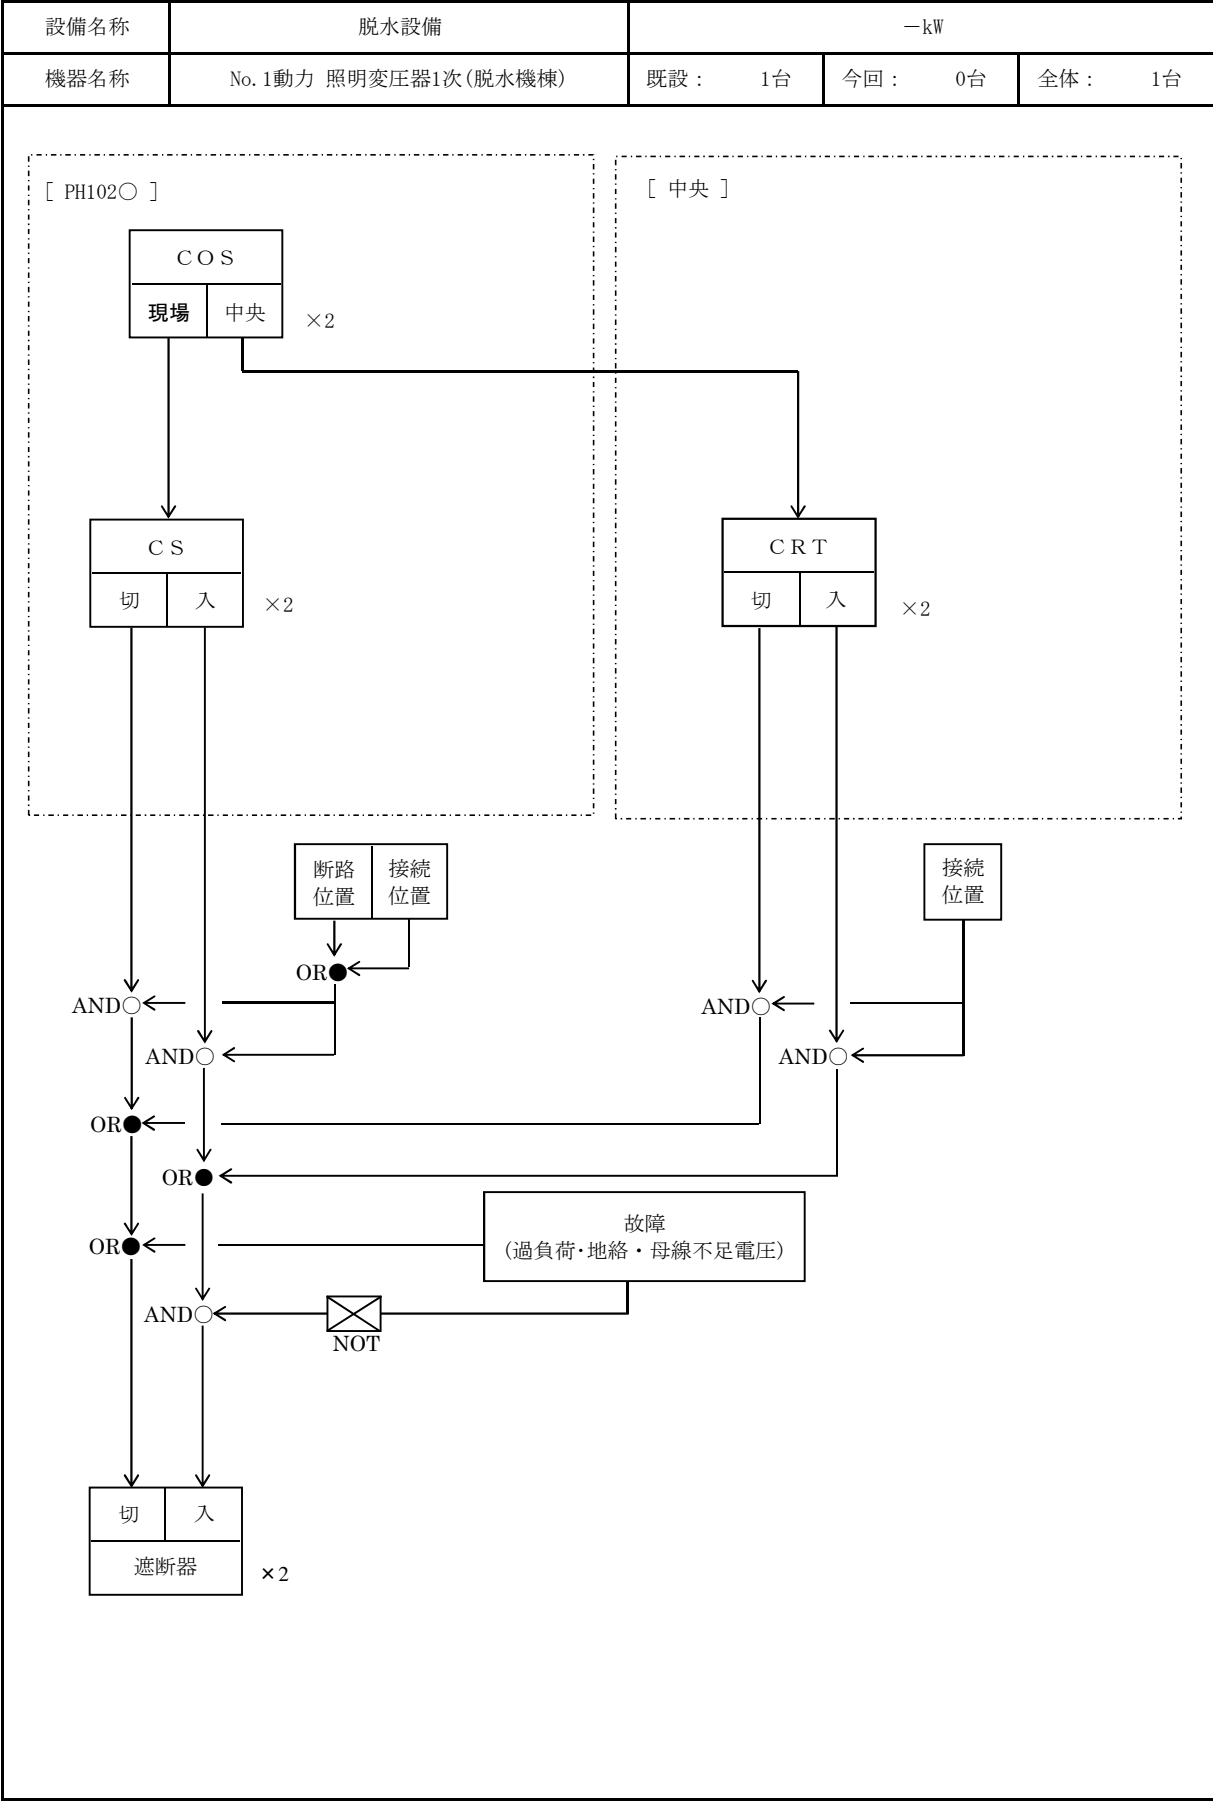 設備名称 脱水設備 －kW
機器名称 No.1動力 照明変圧器1次(脱水機棟) 既設： 1台 今回： 0台 全体： 1台
[ PH102○ ]
[ 中央 ]
ＣＯＳ
現場 中央 ×2
ＣＳ
切 入 ×2
ＣＲＴ
切 入 ×2
断路 接続
位置 位置
接続
位置
OR
AND
AND
AND
AND
OR
OR
故障
(過負荷・地絡・母線不足電圧)
OR
AND
NOT
切 入
遮断器 ×2